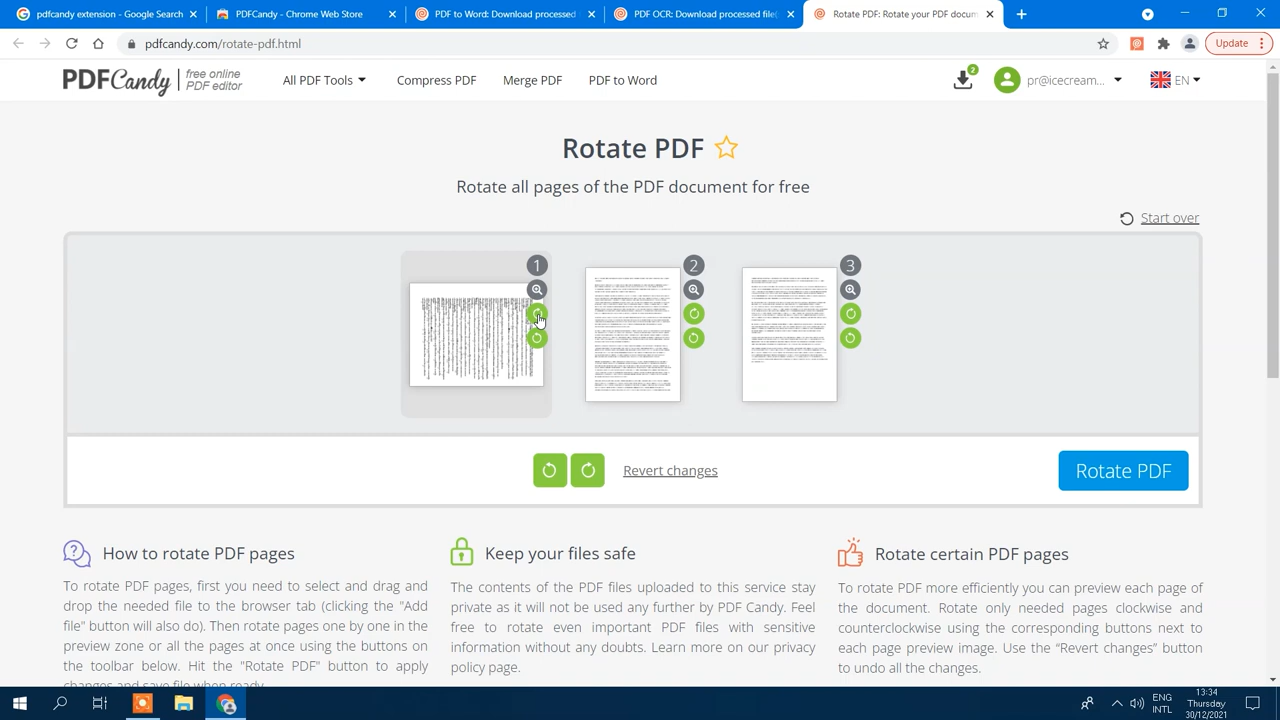 pdfcandy extension - Google Search
PDFCandy - Chrome Web Store
PDF to Word: Download processed
PDF OCR: Download processed file(
Rotate PDF: Rotate your PDF docum
pdfcandy.com/rotate-pdf.html
Update
PDFCandy
free online
PDF editor
All PDF Tools
Compress PDF
Merge PDF
PDF to Word
2
pr@icecream...
EN
Rotate PDF
Rotate all pages of the PDF document for free
Start over
1
2
3
Revert changes
Rotate PDF
How to rotate PDF pages
To rotate PDF pages, first you need to select and drag and
drop the needed file to the browser tab (clicking the "Add
file" button will also do). Then rotate pages one by one in the
preview zone or all the pages at once using the buttons on
the toolbar below. Hit the "Rotate PDF" button to apply
changes and save file when ready.
Keep your files safe
The contents of the PDF files uploaded to this service stay
private as it will not be used any further by PDF Candy. Feel
free to rotate even important PDF files with sensitive
information without any doubts. Learn more on our privacy
policy page.
Rotate certain PDF pages
To rotate PDF more efficiently you can preview each page of
the document. Rotate only needed pages clockwise and
counterclockwise using the corresponding buttons next to
each page preview image. Use the “Revert changes” button
to undo all the changes.
ENG
INTL
13:34
Thursday
30/12/2021